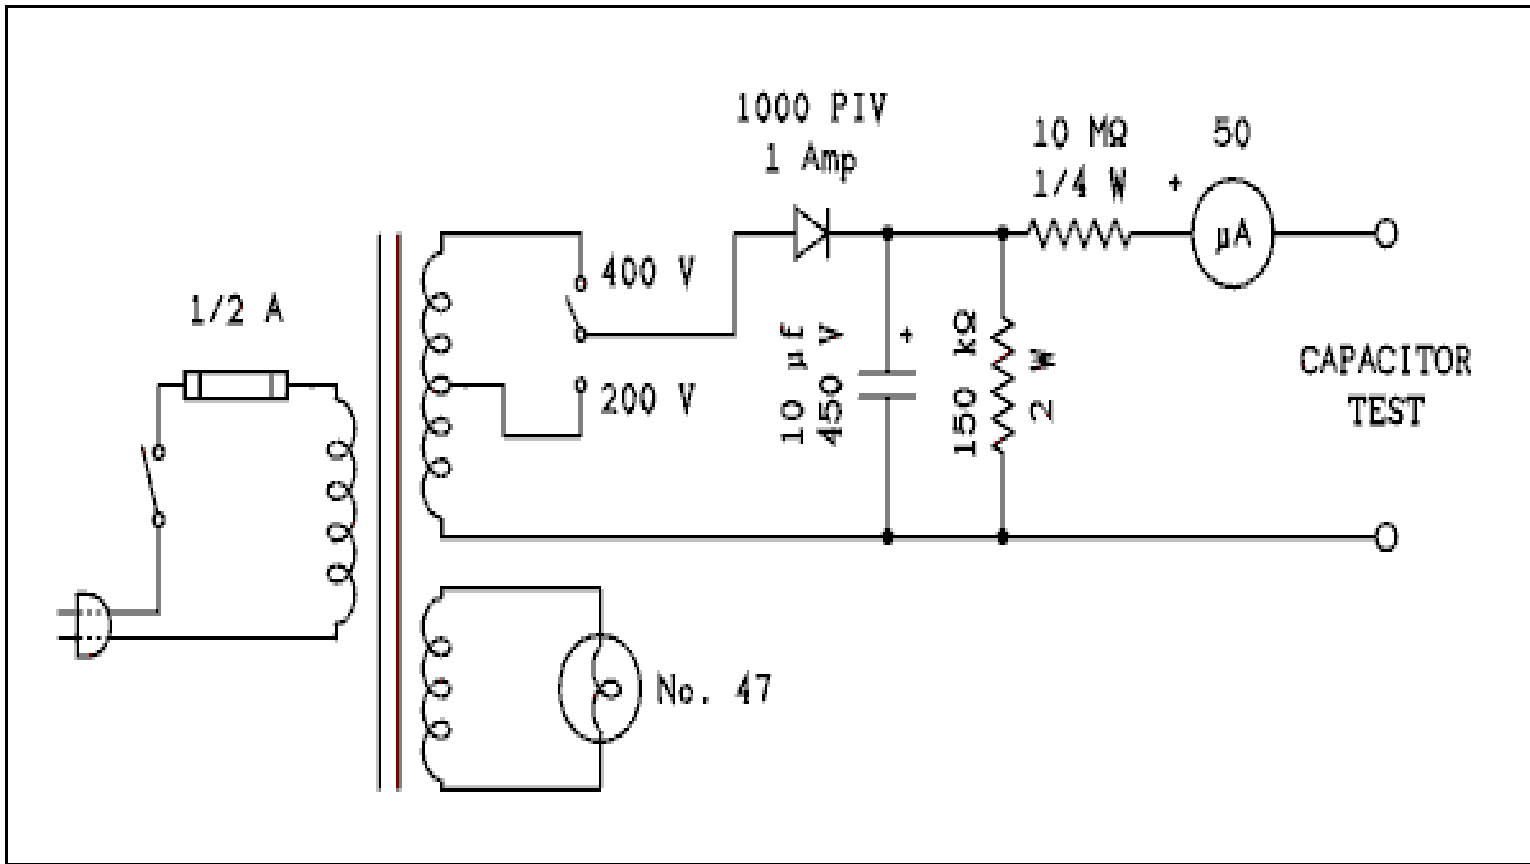 1000 PIV
1 Amp
10 MΩ
1/4 W
+
50
µA
400 V
200 V
1/2 A
10 µf
450 V
+
150 kΩ
2 W
CAPACITOR
TEST
No. 47